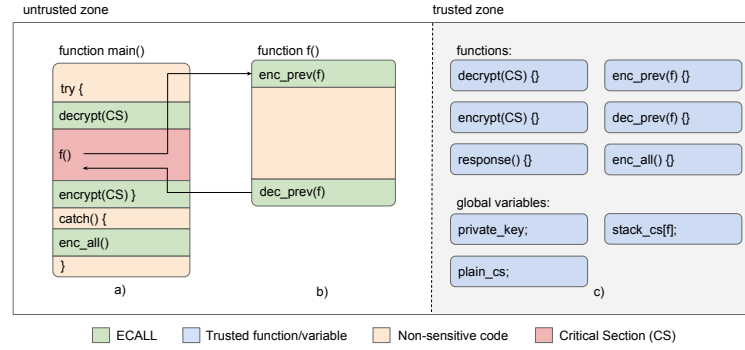 untrusted zone
trusted zone
function main()
try {
decrypt(CS)
f()
encrypt(CS) }
catch() {
enc_all()
}
a)
function f()
enc_prev(f)
dec_prev(f)
b)
functions:
decrypt(CS) {}
enc_prev(f) {}
encrypt(CS) {}
dec_prev(f) {}
response() {}
enc_all() {}
global variables:
private_key;
stack_cs[f];
plain_cs;
c)
ECALL
Trusted function/variable
Non-sensitive code
Critical Section (CS)